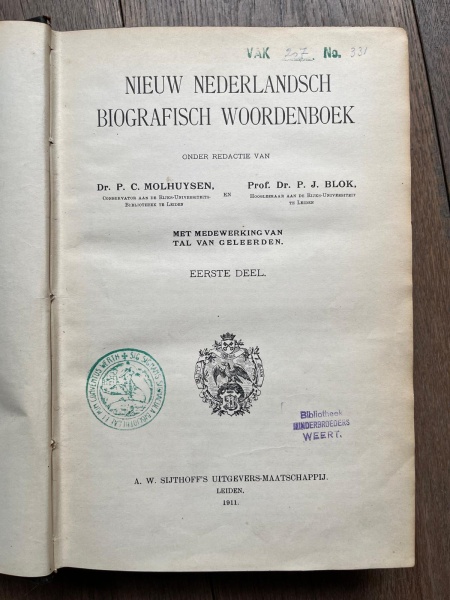 VAK 207 No. 331
NIEUW NEDERLANDSCH
BIOGRAFISCH WOORDENBOEK
ONDER REDACTIE VAN
Dr. P. C. MOLHUYSEN, EN Prof. Dr. P. J. BLOK,
CONSERVATOR AAN DE RIJKS-UNIVERSITEITS- HOOGLEERAAR AAN DE RIJKS-UNIVERSITEIT
BIBLIOTHEEK TE LEIDEN TE LEIDEN
MET MEDEWERKING VAN
TAL VAN GELEERDEN.
EERSTE DEEL.
Bibliotheek
MINDERBROEDERS
WEERT.
A. W. SIJTHOFF'S UITGEVERS-MAATSCHAPPIJ.
LEIDEN,
1911.